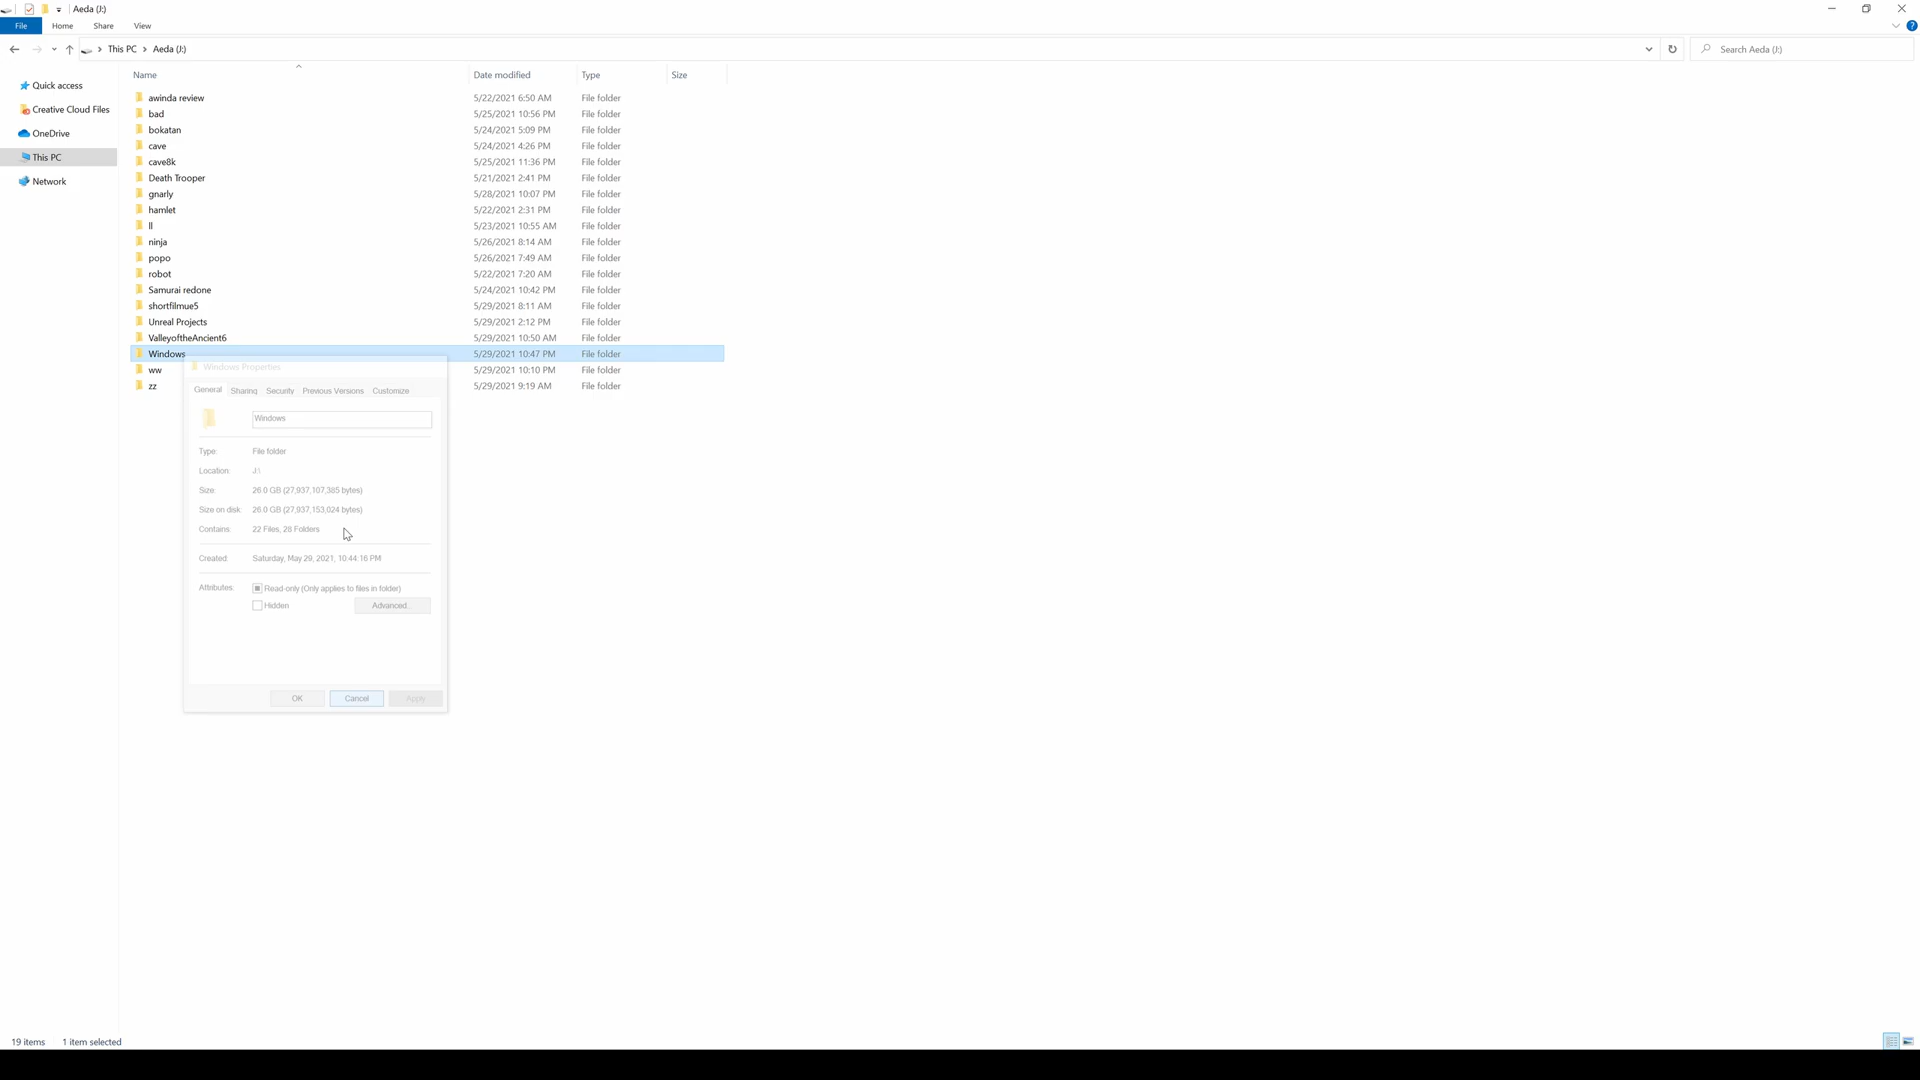 Aeda (J:)
File Home Share View
This PC Aeda (J:) Search Aeda (J:)
Quick access
Creative Cloud Files
OneDrive
This PC
Network
Name Date modified Type Size
awinda review 5/22/2021 6:50 AM File folder
bad 5/25/2021 10:56 PM File folder
bokatan 5/24/2021 5:09 PM File folder
cave 5/24/2021 4:26 PM File folder
cave8k 5/25/2021 11:36 PM File folder
Death Trooper 5/21/2021 2:41 PM File folder
gnarly 5/28/2021 10:07 PM File folder
hamlet 5/22/2021 2:31 PM File folder
ll 5/23/2021 10:55 AM File folder
ninja 5/26/2021 8:14 AM File folder
popo 5/26/2021 7:49 AM File folder
robot 5/22/2021 7:20 AM File folder
Samurai redone 5/24/2021 10:42 PM File folder
shortfilmue5 5/29/2021 8:11 AM File folder
Unreal Projects 5/29/2021 2:12 PM File folder
ValleyoftheAncient6 5/29/2021 10:50 AM File folder
Windows 5/29/2021 10:47 PM File folder
ww 5/29/2021 10:10 PM File folder
zz 5/29/2021 9:19 AM File folder
Windows Properties
General Sharing Security Previous Versions Customize
Windows
Type: File folder
Location: J:\
Size: 26.0 GB (27,937,107,385 bytes)
Size on disk: 26.0 GB (27,937,153,024 bytes)
Contains: 22 Files, 28 Folders
Created: Saturday, May 29, 2021, 10:44:16 PM
Attributes: Read-only (Only applies to files in folder)
Hidden Advanced...
OK Cancel Apply
19 items 1 item selected